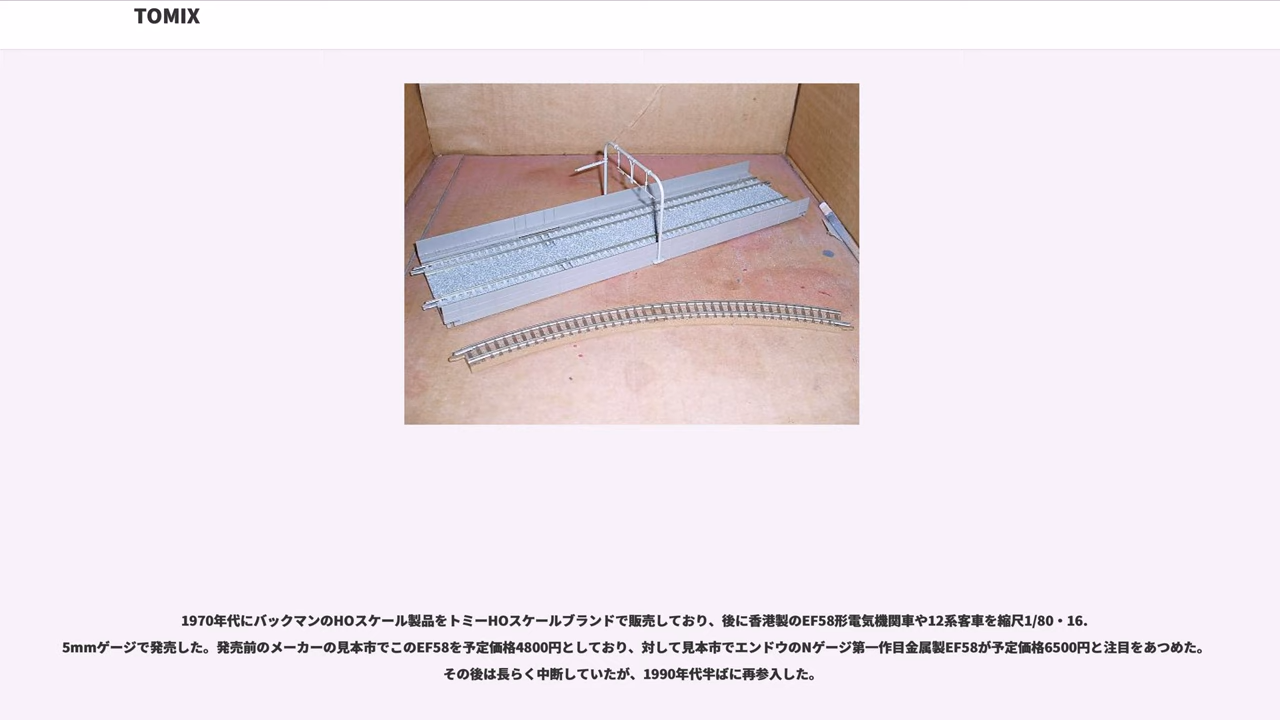 TOMIX
1970年代にバックマンのHOスケール製品をトミーHOスケールブランドで販売しており、後に香港製のEF58形電気機関車や12系客車を縮尺1/80・16.
5mmゲージで発売した。発売前のメーカーの見本市でこのEF58を予定価格4800円としており、対して見本市でエンドウのNゲージ第一作目金属製EF58が予定価格6500円と注目をあつめた。
その後は長らく中断していたが、1990年代半ばに再参入した。